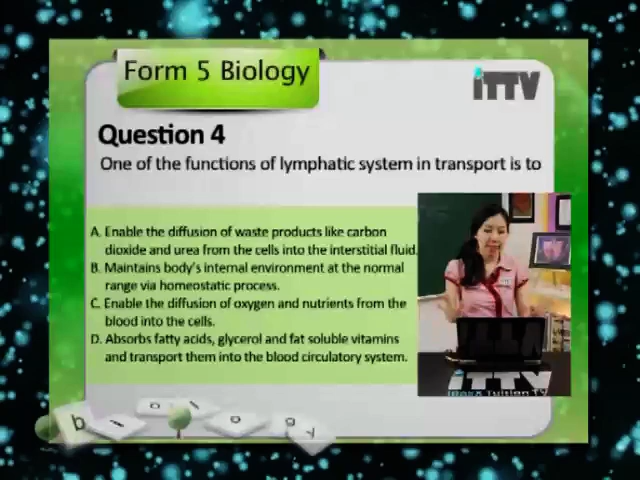 Form 5 Biology
iTTV
Question 4
One of the functions of lymphatic system in transport is to
A. Enable the diffusion of waste products like carbon
dioxide and urea from the cells into the interstitial fluid.
B. Maintains body's internal environment at the normal
range via homeostatic process.
C. Enable the diffusion of oxygen and nutrients from the
blood into the cells.
D. Absorbs fatty acids, glycerol and fat soluble vitamins
and transport them into the blood circulatory system.
iTTV
Tuition TV
b i o l o g y